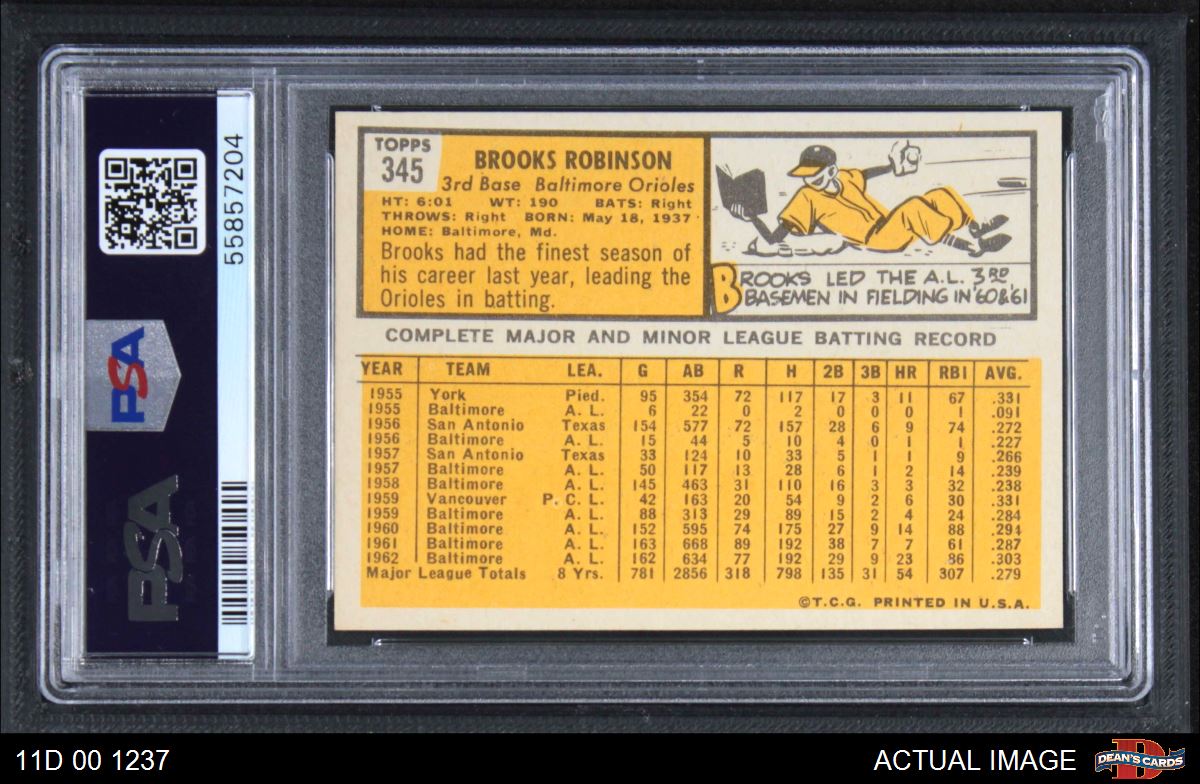 PSA
55857204
PSA
TOPPS
345
BROOKS ROBINSON
3rd Base Baltimore Orioles
HT: 6:01 WT: 190 BATS: Right
THROWS: Right BORN: May 18, 1937
HOME: Baltimore, Md.
Brooks had the finest season of
his career last year, leading the
Orioles in batting.
BROOKS LED THE A.L. 3RD
BASEMEN IN FIELDING IN '60 & '61
COMPLETE MAJOR AND MINOR LEAGUE BATTING RECORD
YEAR TEAM LEA. G AB R H 2B 3B HR RBI AVG.
1955 York Pied. 95 354 72 117 17 3 11 67 .331
1955 Baltimore A. L. 6 22 0 2 0 0 0 1 .091
1956 San Antonio Texas 154 577 72 157 28 6 9 74 .272
1956 Baltimore A. L. 15 44 5 10 4 0 1 1 .227
1957 San Antonio Texas 33 124 10 33 5 1 1 9 .266
1957 Baltimore A. L. 50 117 13 28 6 1 2 14 .239
1958 Baltimore A. L. 145 463 31 110 16 3 3 32 .238
1959 Vancouver P. C. L. 42 163 20 54 9 2 6 30 .331
1959 Baltimore A. L. 88 313 29 89 15 2 4 24 .284
1960 Baltimore A. L. 152 595 74 175 27 9 14 88 .294
1961 Baltimore A. L. 163 668 89 192 38 7 7 61 .287
1962 Baltimore A. L. 162 634 77 192 29 9 23 86 .303
Major League Totals 8 Yrs. 781 2856 318 798 135 31 54 307 .279
©T.C.G. PRINTED IN U.S.A.
11D 00 1237
ACTUAL IMAGE
DEAN'S CARDS